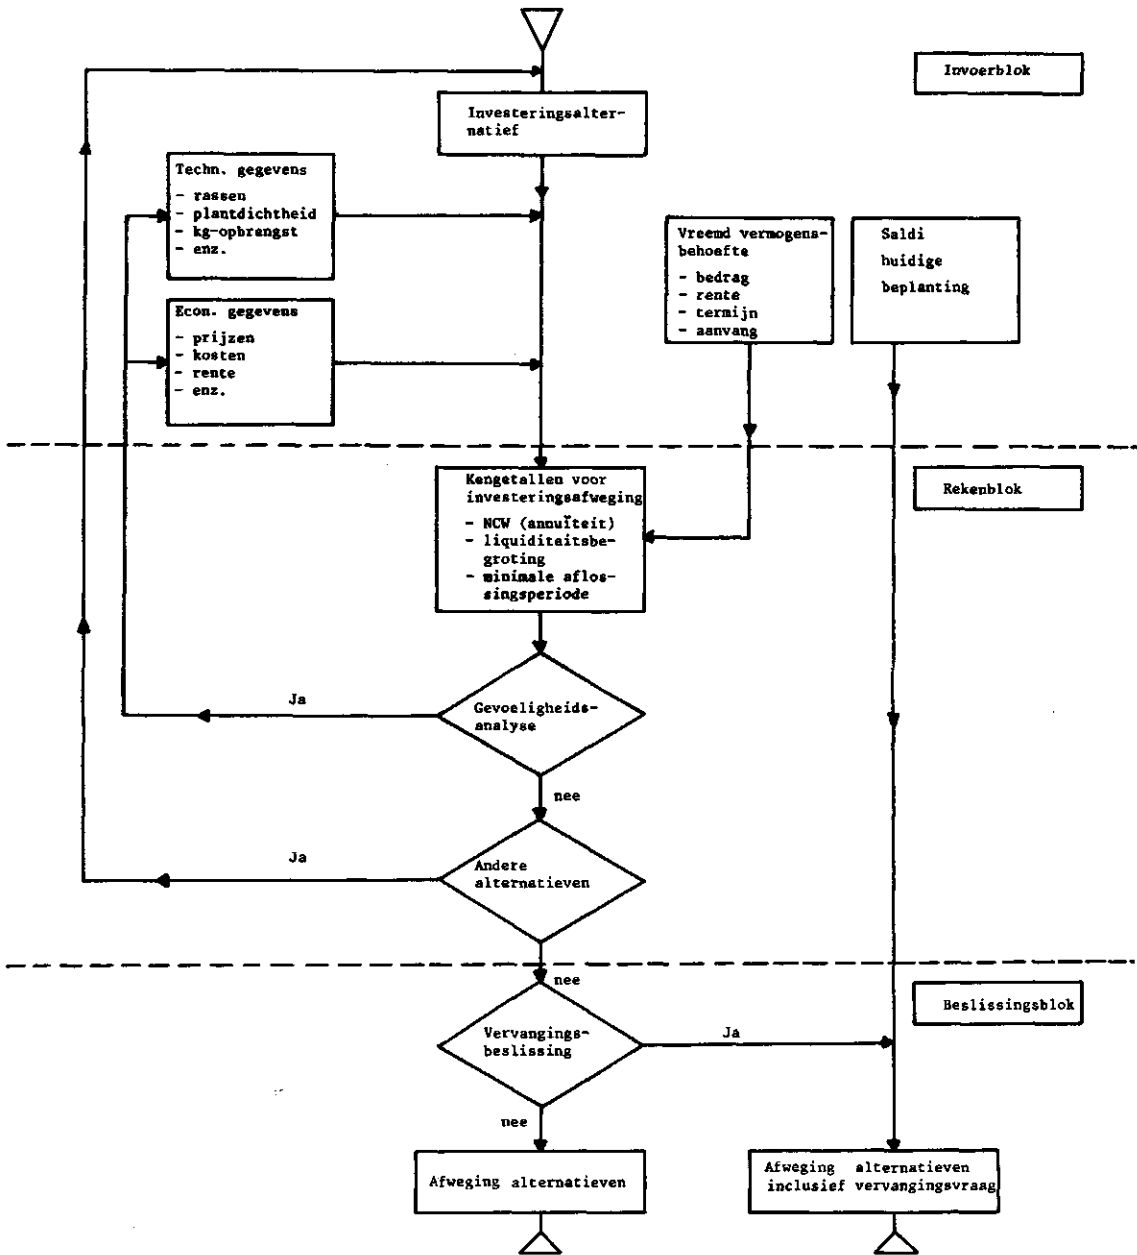 Invoerblok
Investeringsalter-
natief
Techn. gegevens
- rassen
- plantdichtheid
- kg-opbrengst
- enz.
Vreemd vermogens-
behoefte
- bedrag
- rente
- termijn
- aanvang
Saldi
huidige
beplanting
Econ. gegevens
- prijzen
- kosten
- rente
- enz.
Rekenblok
Kengetallen voor
investeringsafweging
- NCW (annuïteit)
- liquiditeitsbe-
groting
- minimale aflos-
singsperiode
Ja
Gevoeligheids-
analyse
nee
Ja
Andere
alternatieven
nee
Beslissingsblok
Vervangings-
beslissing
Ja
nee
Afweging alternatieven
Afweging alternatieven
inclusief vervangingsvraag